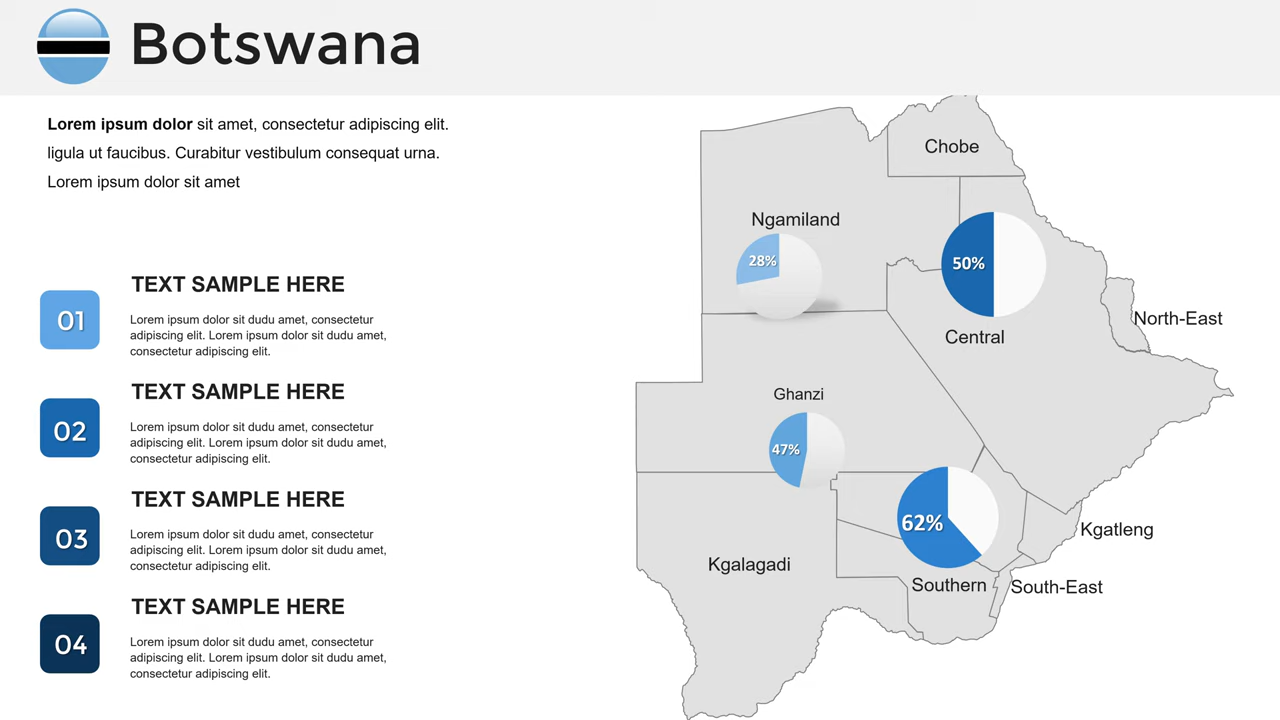 Botswana
Lorem ipsum dolor sit amet, consectetur adipiscing elit.
ligula ut faucibus. Curabitur vestibulum consequat urna.
Lorem ipsum dolor sit amet
01
TEXT SAMPLE HERE
Lorem ipsum dolor sit dudu amet, consectetur
adipiscing elit. Lorem ipsum dolor sit dudu amet,
consectetur adipiscing elit.
02
TEXT SAMPLE HERE
Lorem ipsum dolor sit dudu amet, consectetur
adipiscing elit. Lorem ipsum dolor sit dudu amet,
consectetur adipiscing elit.
03
TEXT SAMPLE HERE
Lorem ipsum dolor sit dudu amet, consectetur
adipiscing elit. Lorem ipsum dolor sit dudu amet,
consectetur adipiscing elit.
04
TEXT SAMPLE HERE
Lorem ipsum dolor sit dudu amet, consectetur
adipiscing elit. Lorem ipsum dolor sit dudu amet,
consectetur adipiscing elit.
Chobe
Ngamiland
28%
50%
Central
North-East
Ghanzi
47%
62%
Kgatleng
Kgalagadi
Southern
South-East